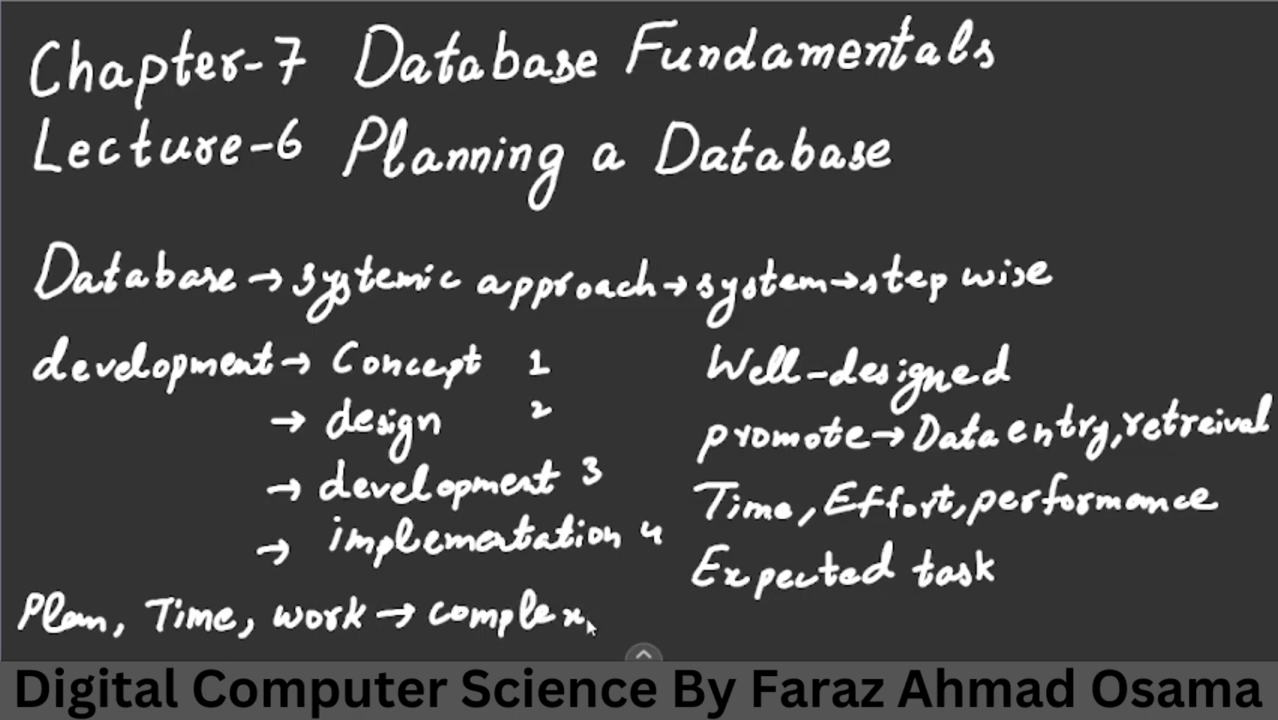 Chapter-7 Database Fundamentals
Lecture-6 Planning a Database
Database → systemic approach → system → step wise
development → Concept 1
→ design 2
→ development 3
→ implementation 4
Well-designed
promote → Data entry, retreival
Time, Effort, performance
Expected task
Plan, Time, work → complex,
Digital Computer Science By Faraz Ahmad Osama